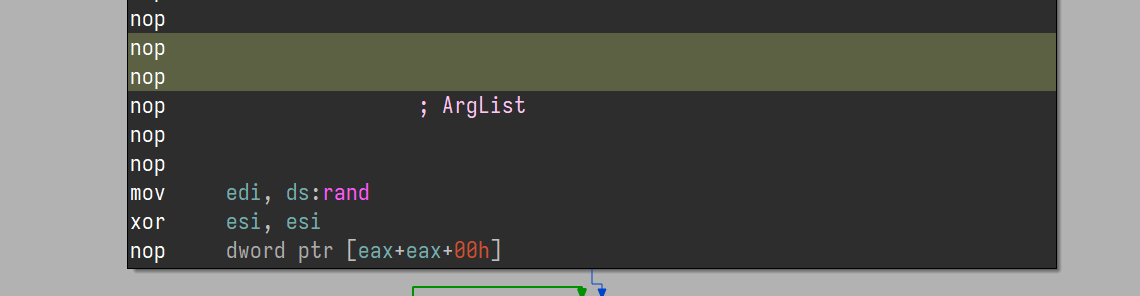 nop
nop
nop
nop ; ArgList
nop
nop
mov edi, ds:rand
xor esi, esi
nop dword ptr [eax+eax+00h]